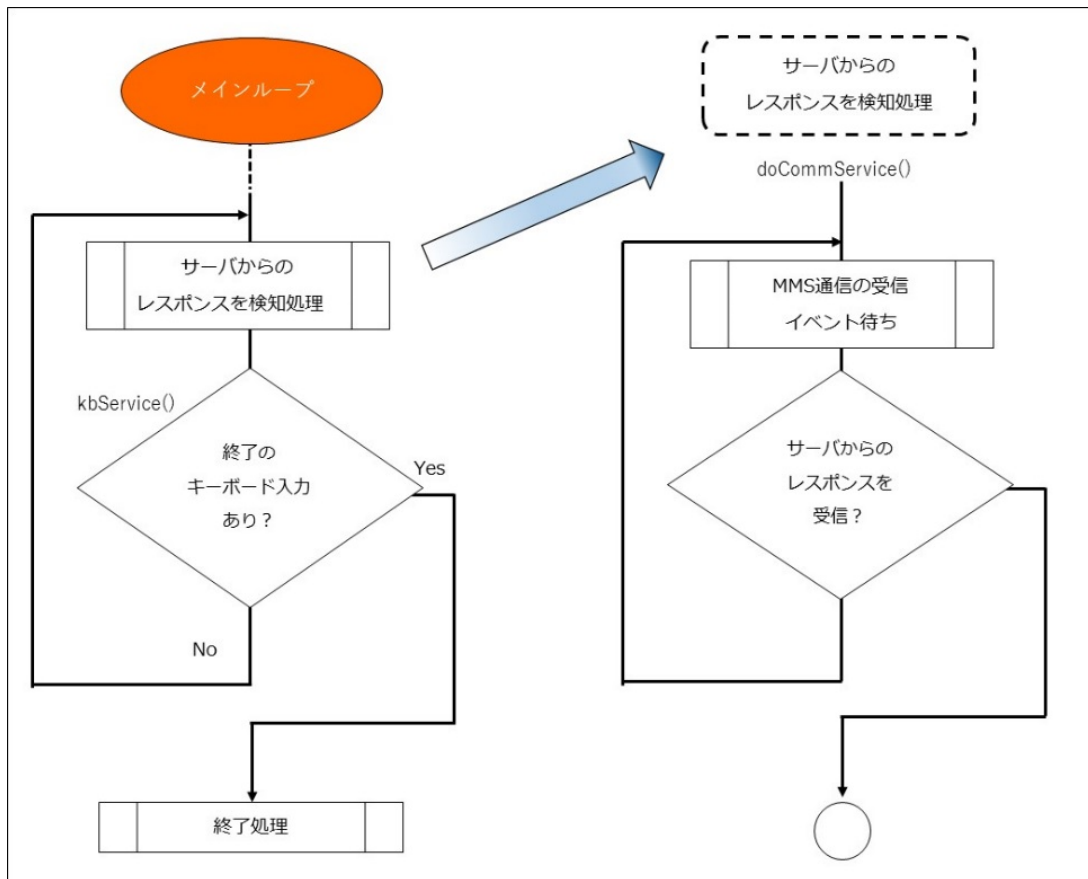 メインループ
サーバからの
レスポンスを検知処理
kbService()
終了の
キーボード入力
あり？
Yes
No
終了処理
サーバからの
レスポンスを検知処理
doCommService()
MMS通信の受信
イベント待ち
サーバからの
レスポンスを
受信？